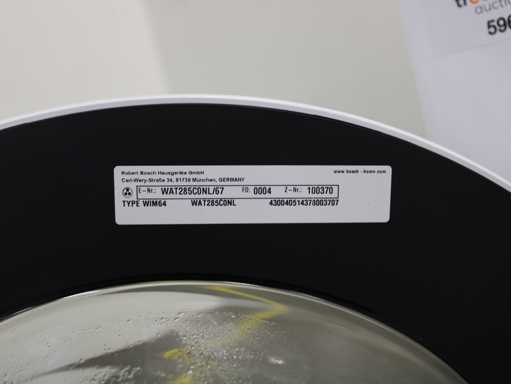 auction
596
Robert Bosch Hausgeräte GmbH www.bosch-home.com
Carl-Wery-Straße 34, 81739 München, GERMANY
E-Nr.: WAT285C0NL/67 FD: 0004 Z-Nr.: 100370
TYPE WIM64 WAT285C0NL 430040514378003707